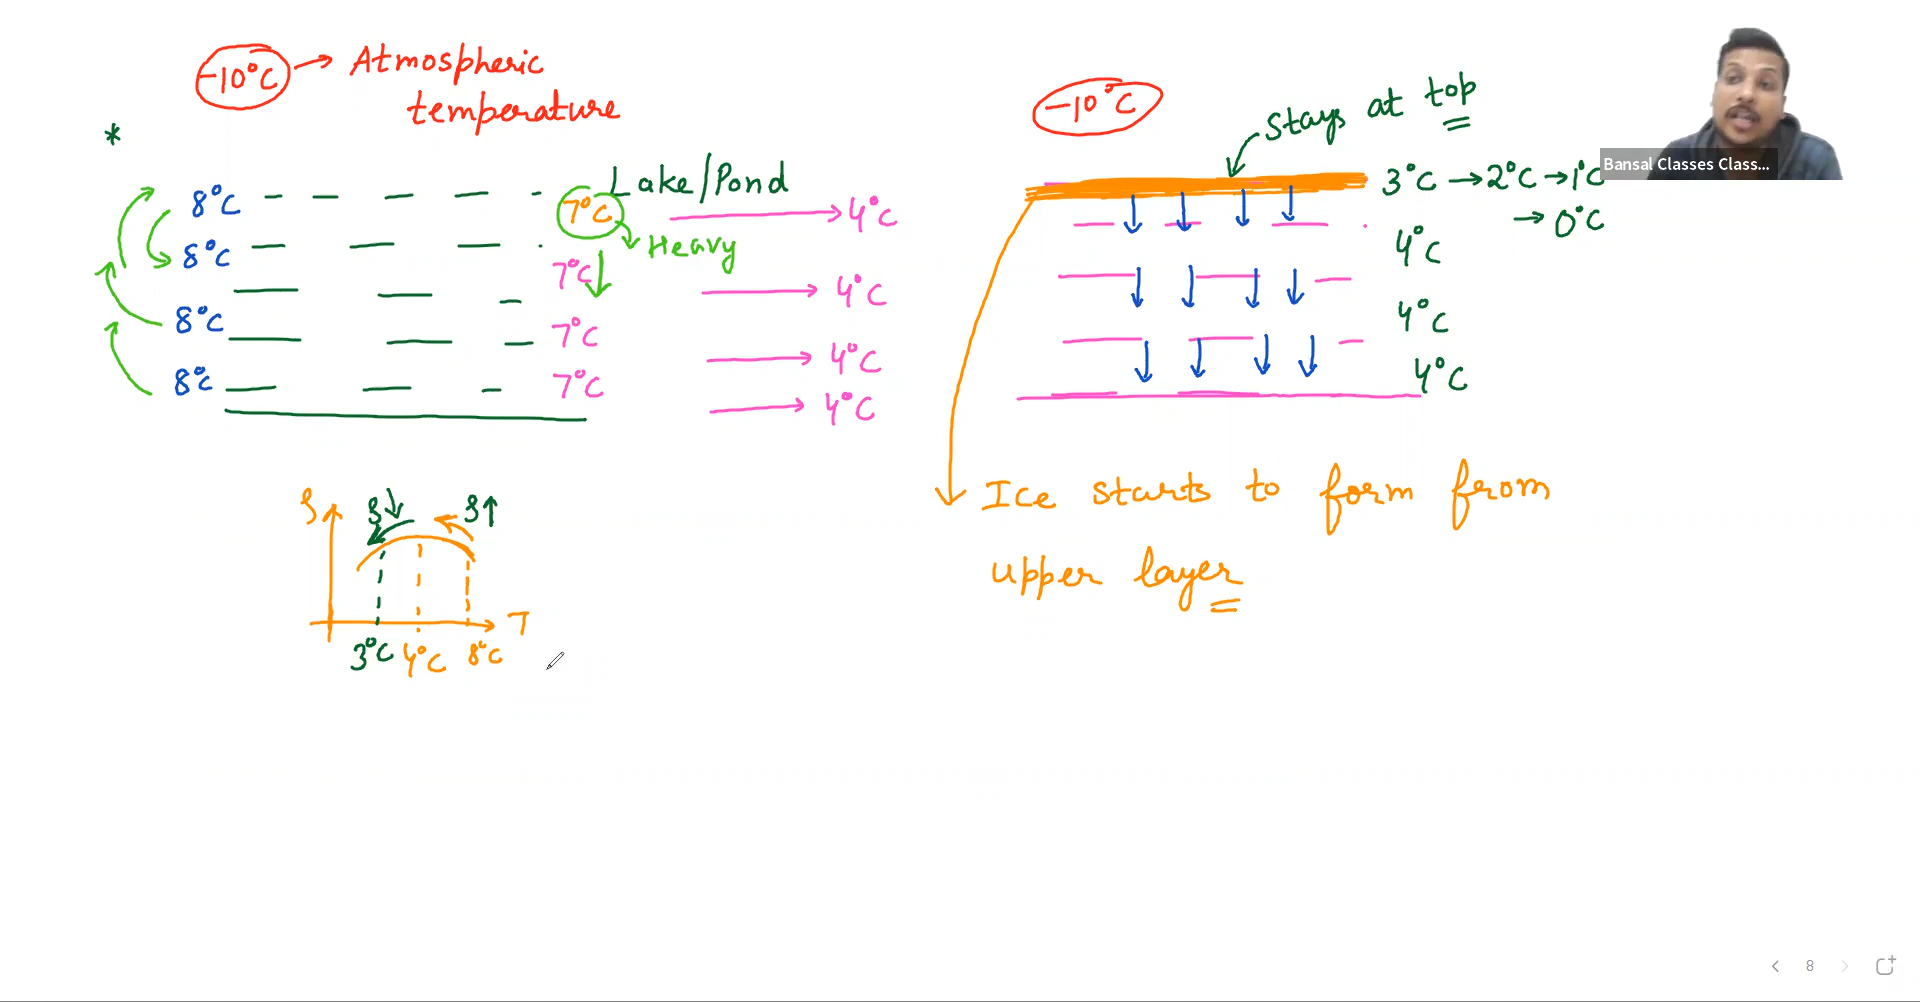 -10°C → Atmospheric
temperature
*
Lake/Pond
8°C 7°C → 4°C
Heavy
8°C 7°C → 4°C
8°C 7°C → 4°C
8°C 7°C → 4°C
ρ ρ↓ ρ↑
T
3°C 4°C 8°C
-10°C
Stays at top
3°C → 2°C → 1°C
→ 0°C
4°C
4°C
4°C
Ice starts to form from
upper layer
Bansal Classes Class...
8